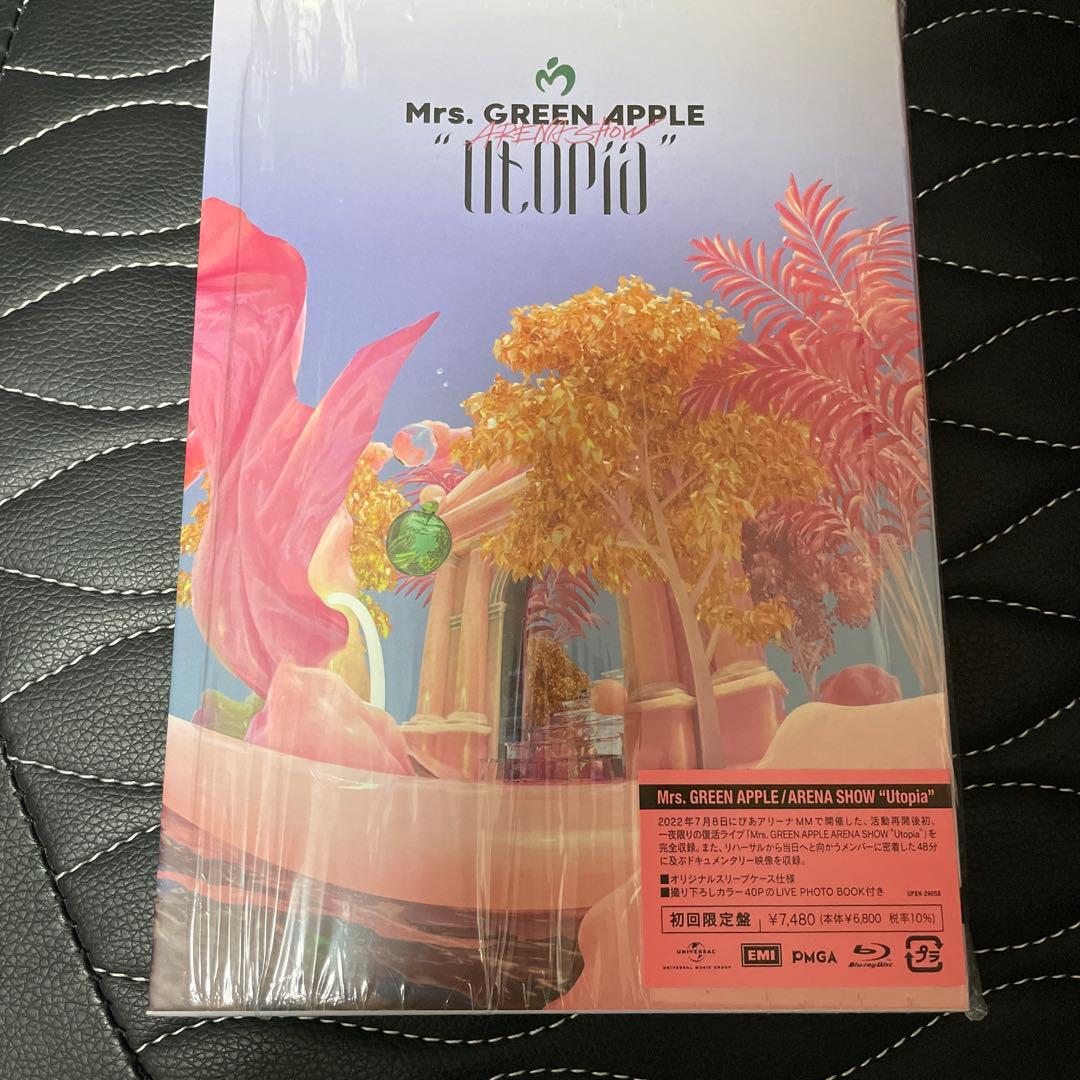 Mrs. GREEN APPLE
ARENA SHOW
“Utopia”
Mrs. GREEN APPLE/ARENA SHOW “Utopia”
2022年7月8日にぴあアリーナMMで開催した、活動再開後初、
一夜限りの復活ライブ「Mrs. GREEN APPLE ARENA SHOW “Utopia”」を
完全収録。また、リハーサルから当日へと向かうメンバーに密着した48分
に及ぶドキュメンタリー映像を収録。
■オリジナルスリーブケース仕様
■撮り下ろしカラー40PのLIVE PHOTO BOOK付き
UPXH-29058
初回限定盤 ¥7,480 (本体¥6,800 税率10%)
UNIVERSAL
UNIVERSAL MUSIC GROUP
EMI
PMGA
Blu-ray Disc
プラ